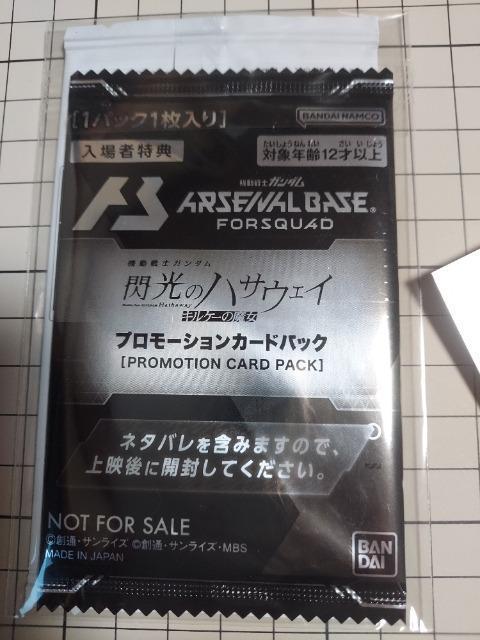 [1パック1枚入り]
BANDAI NAMCO
入場者特典
たいしょうねんれい さい いじょう
対象年齢12才以上
機動戦士ガンダム
ARSENAL BASE®
FORSQUAD
機動戦士ガンダム
閃光のハサウェイ
Hathaway
キルケーの魔女
プロモーションカードパック
[PROMOTION CARD PACK]
ネタバレを含みますので、
上映後に開封してください。
NOT FOR SALE
©創通・サンライズ ©創通・サンライズ・MBS
MADE IN JAPAN
BAN
DAI